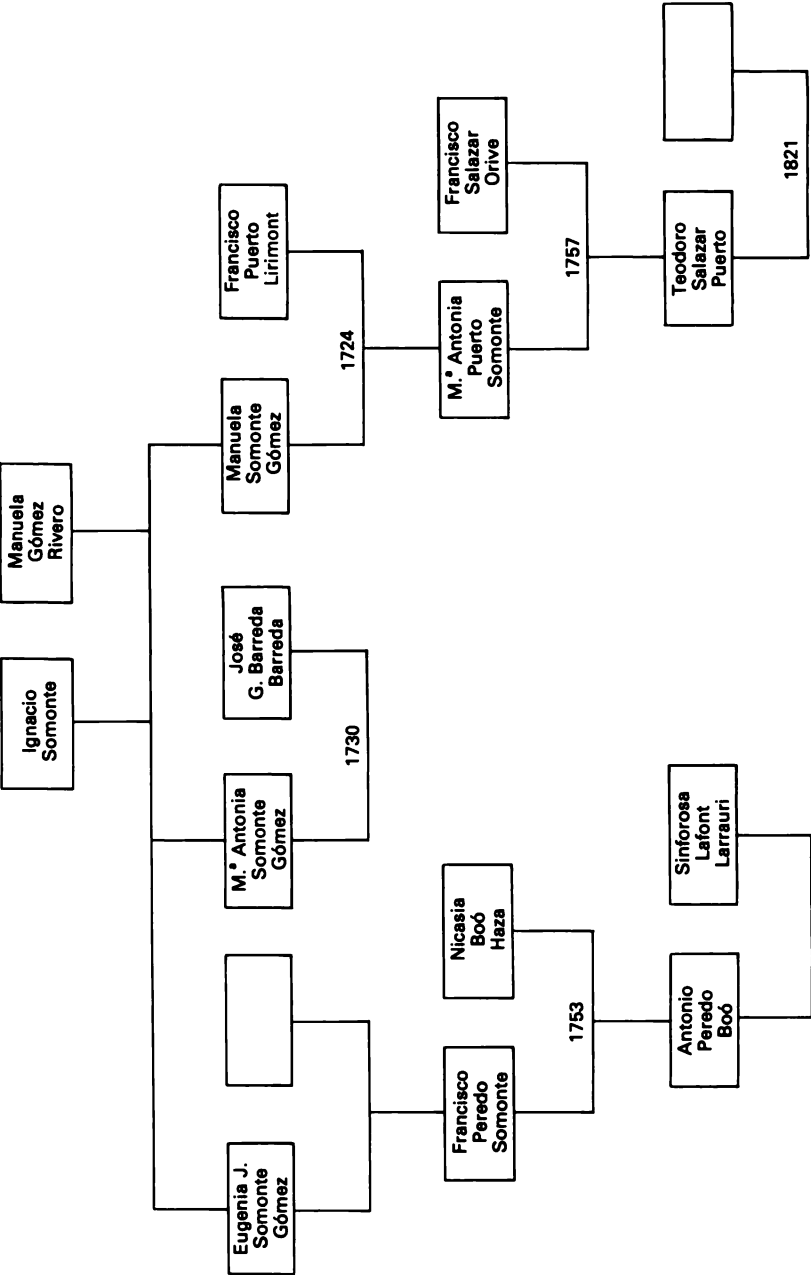 Ignacio
Somonte
Manuela
Gómez
Rivero
Eugenia J.
Somonte
Gómez
M.ª Antonia
Somonte
Gómez
José
G. Barreda
Barreda
Manuela
Somonte
Gómez
Francisco
Puerto
Lirimont
1730
1724
Francisco
Peredo
Somonte
Nicasia
Boó
Haza
M.ª Antonia
Puerto
Somonte
Francisco
Salazar
Orive
1753
1757
Antonio
Peredo
Boó
Sinforosa
Lafont
Larrauri
Teodoro
Salazar
Puerto
1821